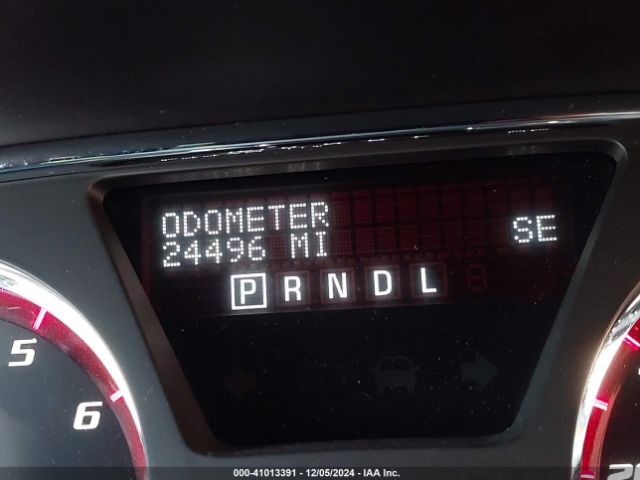 ODOMETER
24496 MI
SE
P R N D L
5
6
000-41013391 - 12/05/2024 - IAA Inc.